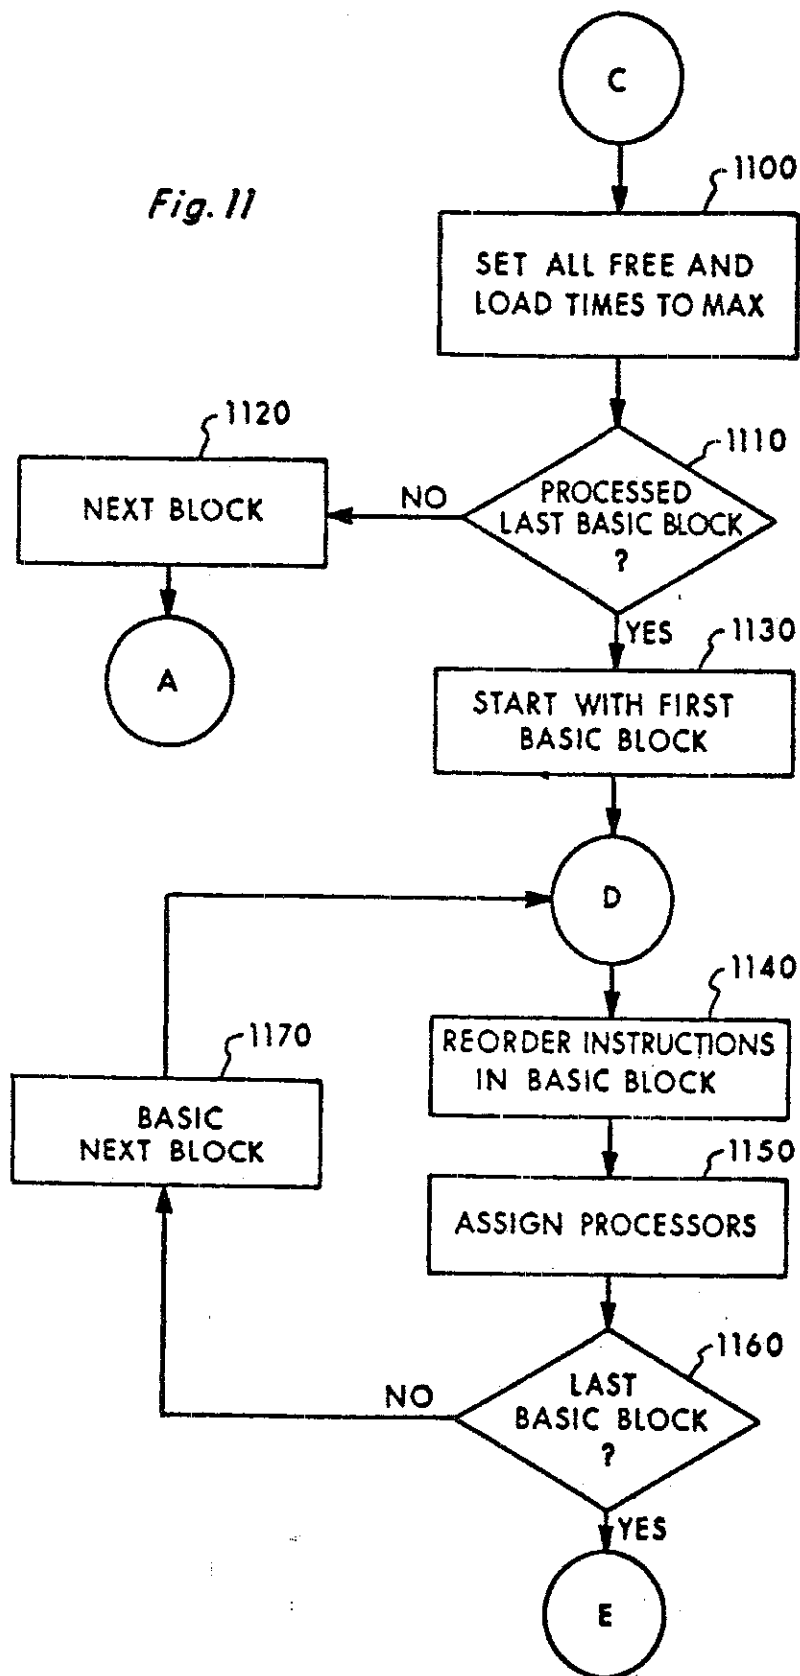 C
Fig. 11
1100
SET ALL FREE AND
LOAD TIMES TO MAX
1120
NEXT BLOCK
NO
1110
PROCESSED
LAST BASIC BLOCK
?
YES
1130
A
START WITH FIRST
BASIC BLOCK
D
1140
REORDER INSTRUCTIONS
IN BASIC BLOCK
1170
BASIC
NEXT BLOCK
1150
ASSIGN PROCESSORS
1160
NO
LAST
BASIC BLOCK
?
YES
E